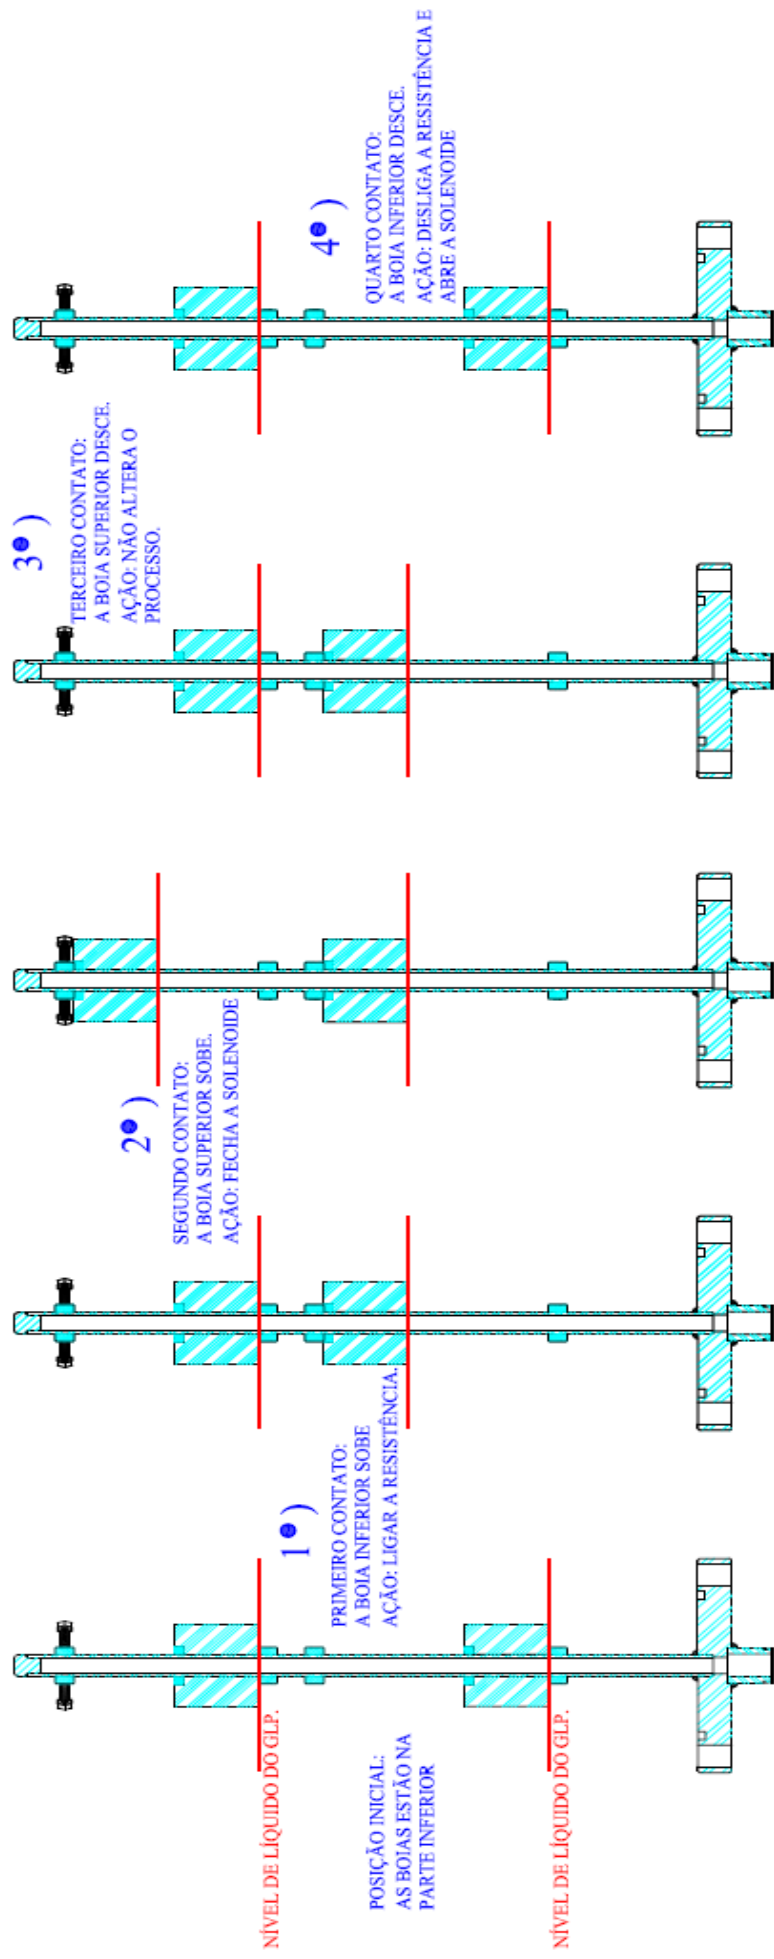 NÍVEL DE LÍQUIDO DO GLP.
POSIÇÃO INICIAL:
AS BOIAS ESTÃO NA
PARTE INFERIOR
NÍVEL DE LÍQUIDO DO GLP.
1º )
PRIMEIRO CONTATO:
A BOIA INFERIOR SOBE
AÇÃO: LIGAR A RESISTÊNCIA.
2º )
SEGUNDO CONTATO:
A BOIA SUPERIOR SOBE.
AÇÃO: FECHA A SOLENOIDE
3º )
TERCEIRO CONTATO:
A BOIA SUPERIOR DESCE.
AÇÃO: NÃO ALTERA O
PROCESSO.
4º )
QUARTO CONTATO:
A BOIA INFERIOR DESCE.
AÇÃO: DESLIGA A RESISTÊNCIA E
ABRE A SOLENOIDE